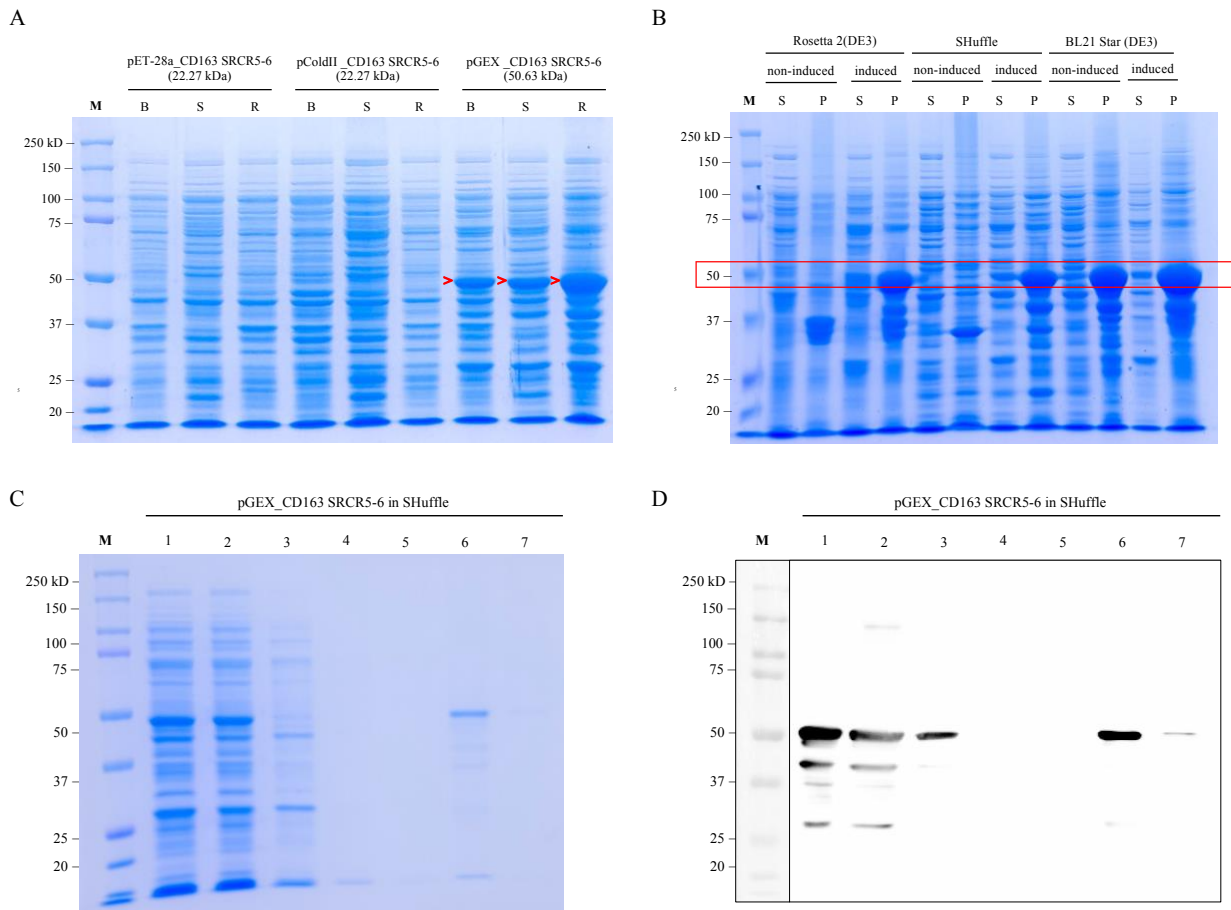 A
pET-28a_CD163 SRCR5-6
(22.27 kDa)
pColdII _CD163 SRCR5-6
(22.27 kDa)
pGEX _CD163 SRCR5-6
(50.63 kDa)
M B S R B S R B S R
250 kD
150
100
75
50
37
25
20
s
> > >
B
Rosetta 2(DE3) SHuffle BL21 Star (DE3)
non-induced induced non-induced induced non-induced induced
M S P S P S P S P S P S P
250 kD
150
100
75
50
37
25
20
s
C
pGEX_CD163 SRCR5-6 in SHuffle
M 1 2 3 4 5 6 7
250 kD
150
100
75
50
37
25
20
D
pGEX_CD163 SRCR5-6 in SHuffle
M 1 2 3 4 5 6 7
250 kD
150
100
75
50
37
25
20